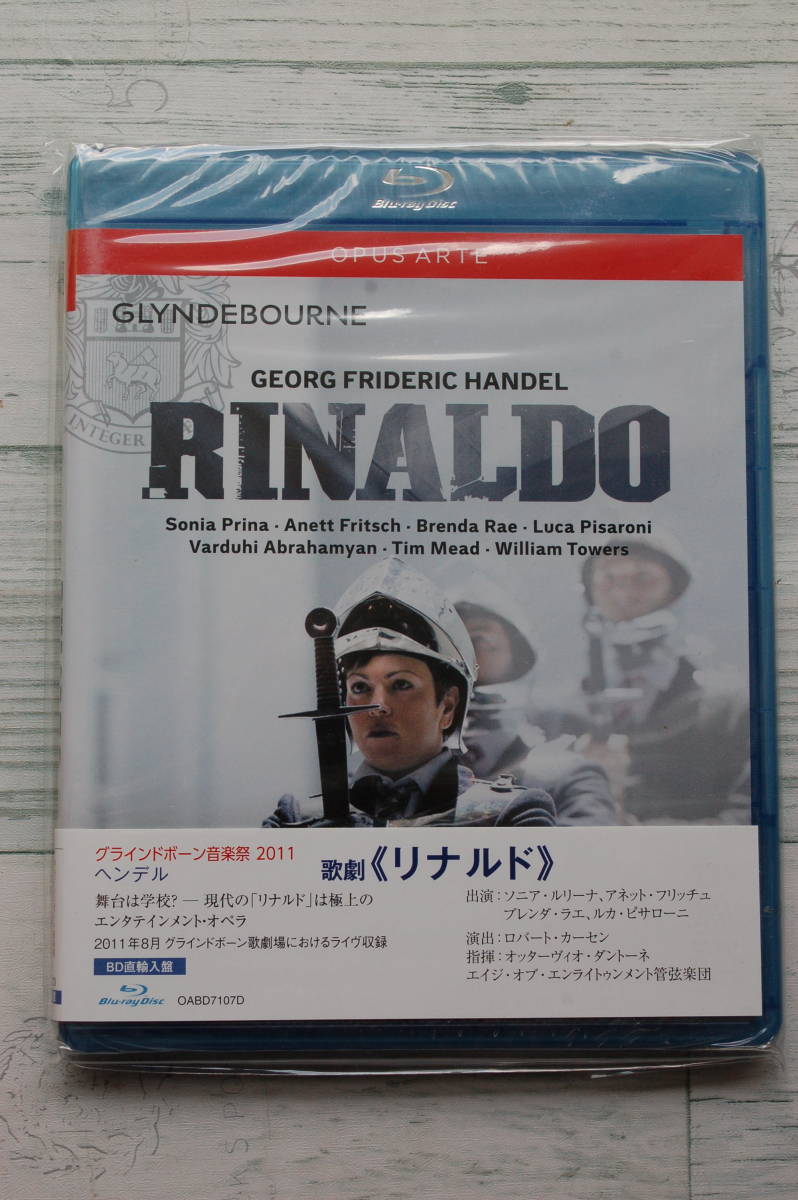 Blu-ray Disc
OPUS ARTE
GLYNDEBOURNE
INTEGER
GEORG FRIDERIC HANDEL
RINALDO
Sonia Prina · Anett Fritsch · Brenda Rae · Luca Pisaroni
Varduhi Abrahamyan · Tim Mead · William Towers
グラインドボーン音楽祭 2011
ヘンデル 歌劇《リナルド》
舞台は学校? ― 現代の「リナルド」は極上の
エンタテインメント・オペラ
2011年8月 グラインドボーン歌劇場におけるライヴ収録
BD直輸入盤
Blu-ray Disc OABD7107D
出演：ソニア・ルリーナ、アネット・フリッチュ
ブレンダ・ラエ、ルカ・ピサローニ
演出：ロバート・カーセン
指揮：オッターヴィオ・ダントーネ
エイジ・オブ・エンライトゥンメント管弦楽団